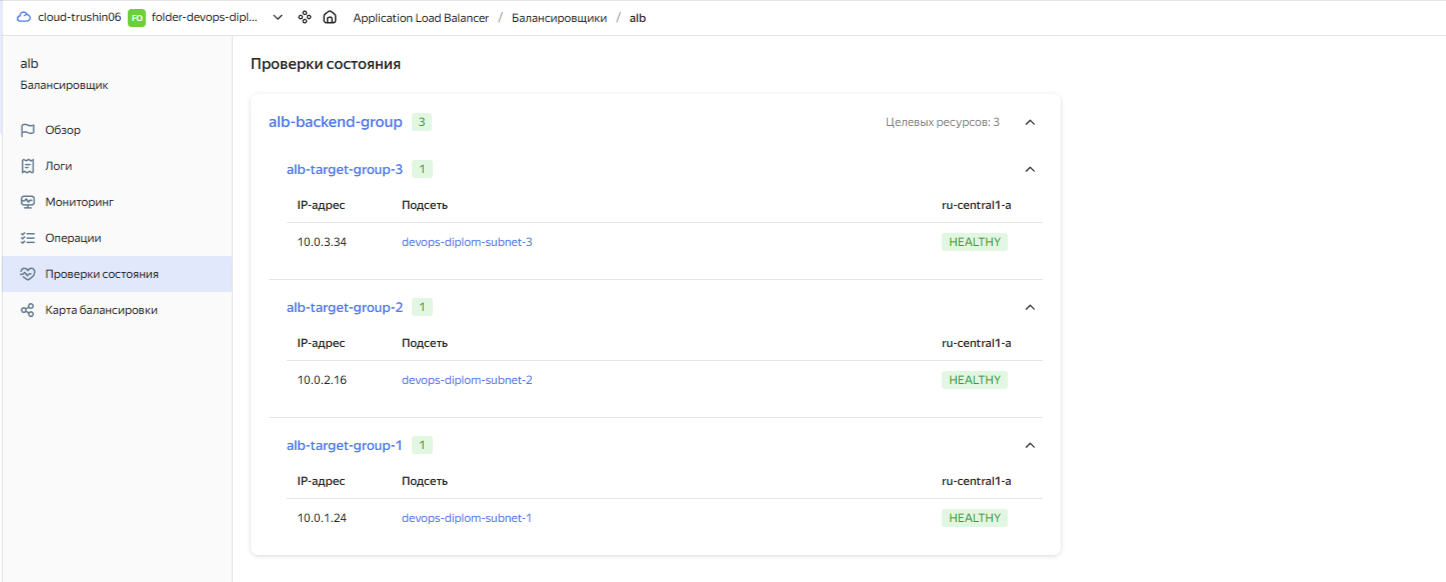 cloud-trushin06 FO folder-devops-dipl... Application Load Balancer / Балансировщики / alb
alb
Балансировщик
Обзор
Логи
Мониторинг
Операции
Проверки состояния
Карта балансировки
Проверки состояния
alb-backend-group 3 Целевых ресурсов: 3
alb-target-group-3 1
IP-адрес Подсеть ru-central1-a
10.0.3.34 devops-diplom-subnet-3 HEALTHY
alb-target-group-2 1
IP-адрес Подсеть ru-central1-a
10.0.2.16 devops-diplom-subnet-2 HEALTHY
alb-target-group-1 1
IP-адрес Подсеть ru-central1-a
10.0.1.24 devops-diplom-subnet-1 HEALTHY